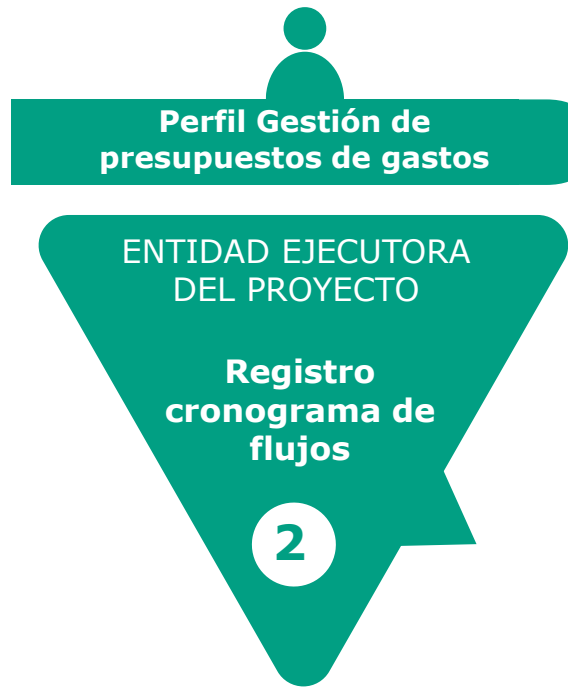 Perfil Gestión de
presupuestos de gastos
ENTIDAD EJECUTORA
DEL PROYECTO
Registro
cronograma de
flujos
2